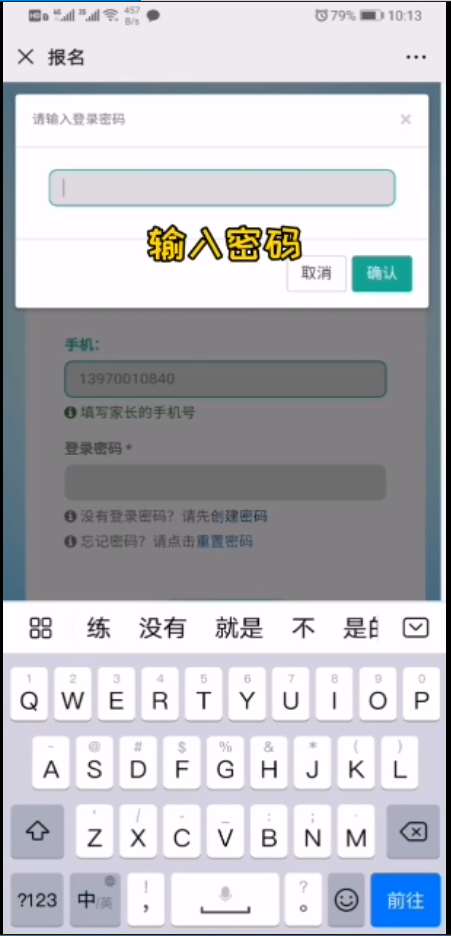 HD B 4G 2G 457 B/s 79% 10:13
报名
请输入登录密码
输入密码
取消 确认
手机:
13970010840
填写家长的手机号
登录密码 *
没有登录密码？请先创建密码
忘记密码？请点击重置密码
练 没有 就是 不 是的
1 2 3 4 5 6 7 8 9 0
Q W E R T Y U I O P
~ @ # $ % & * ( )
A S D F G H J K L
' / - _ : ; 、
Z X C V B N M
! ?
?123 中/英 , 。 前往